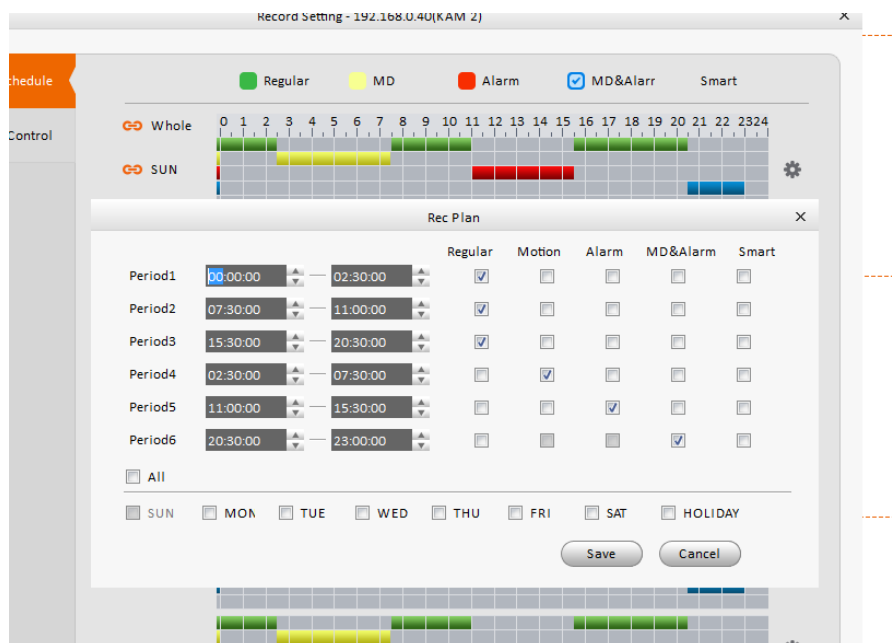 Record Setting - 192.168.0.40(KAM 2)
chedule
Regular MD Alarm MD&Alarr Smart
Control
Whole 0 1 2 3 4 5 6 7 8 9 10 11 12 13 14 15 16 17 18 19 20 21 22 2324
SUN
Rec Plan
Regular Motion Alarm MD&Alarm Smart
Period1 00:00:00 — 02:30:00
Period2 07:30:00 — 11:00:00
Period3 15:30:00 — 20:30:00
Period4 02:30:00 — 07:30:00
Period5 11:00:00 — 15:30:00
Period6 20:30:00 — 23:00:00
All
SUN MON TUE WED THU FRI SAT HOLIDAY
Save Cancel